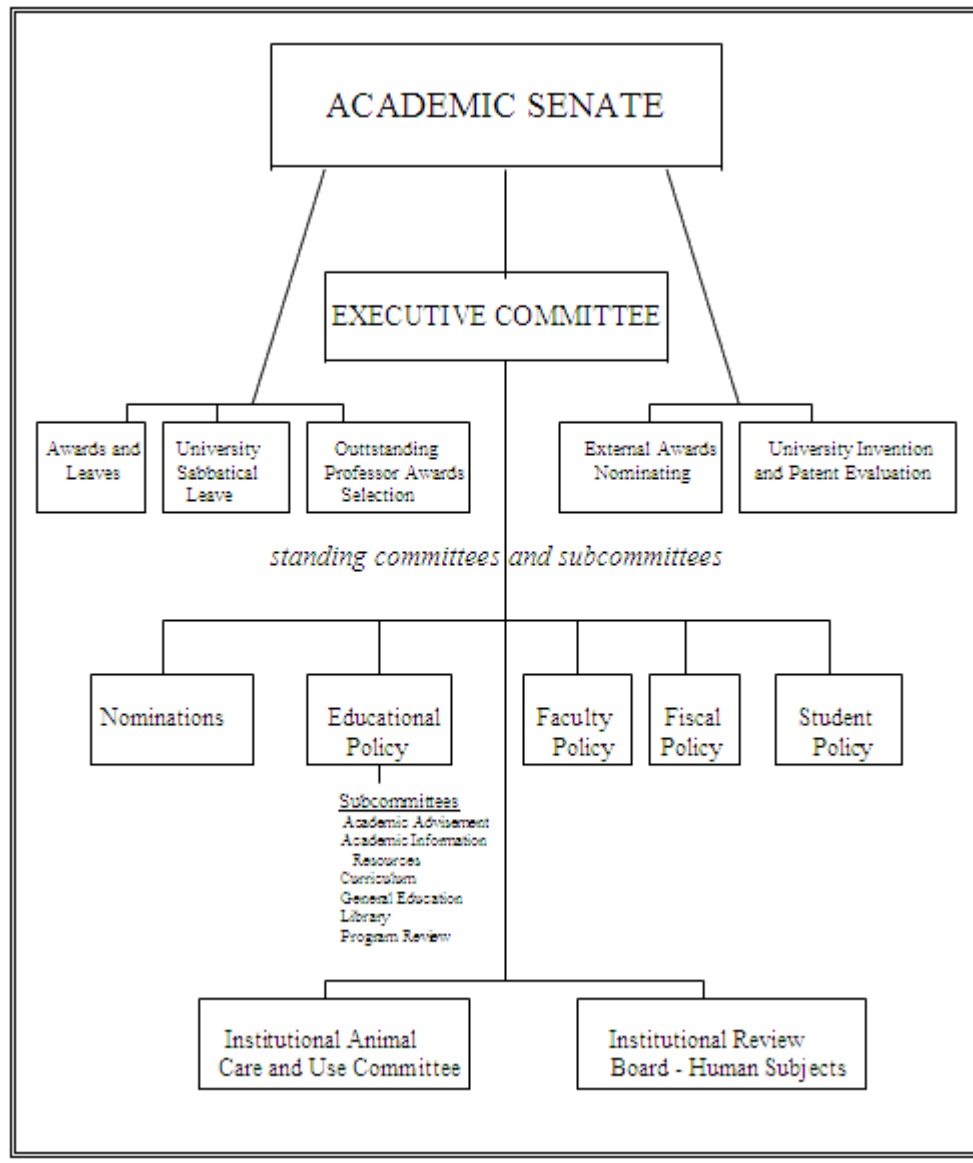 ACADEMIC SENATE
EXECUTIVE COMMITTEE
Awards and
Leaves
University
Sabbatical
Leave
Outtstanding
Professor Awards
Selection
External Awards
Nominating
University Invention
and Patent Evaluation
standing committees and subcommittees
Nominations
Educational
Policy
Faculty
Policy
Fiscal
Policy
Student
Policy
Subcommittees
Academic Advisement
Academic Information
Resources
Curriculum
General Education
Library
Program Review
Institutional Animal
Care and Use Committee
Institutional Review
Board - Human Subjects